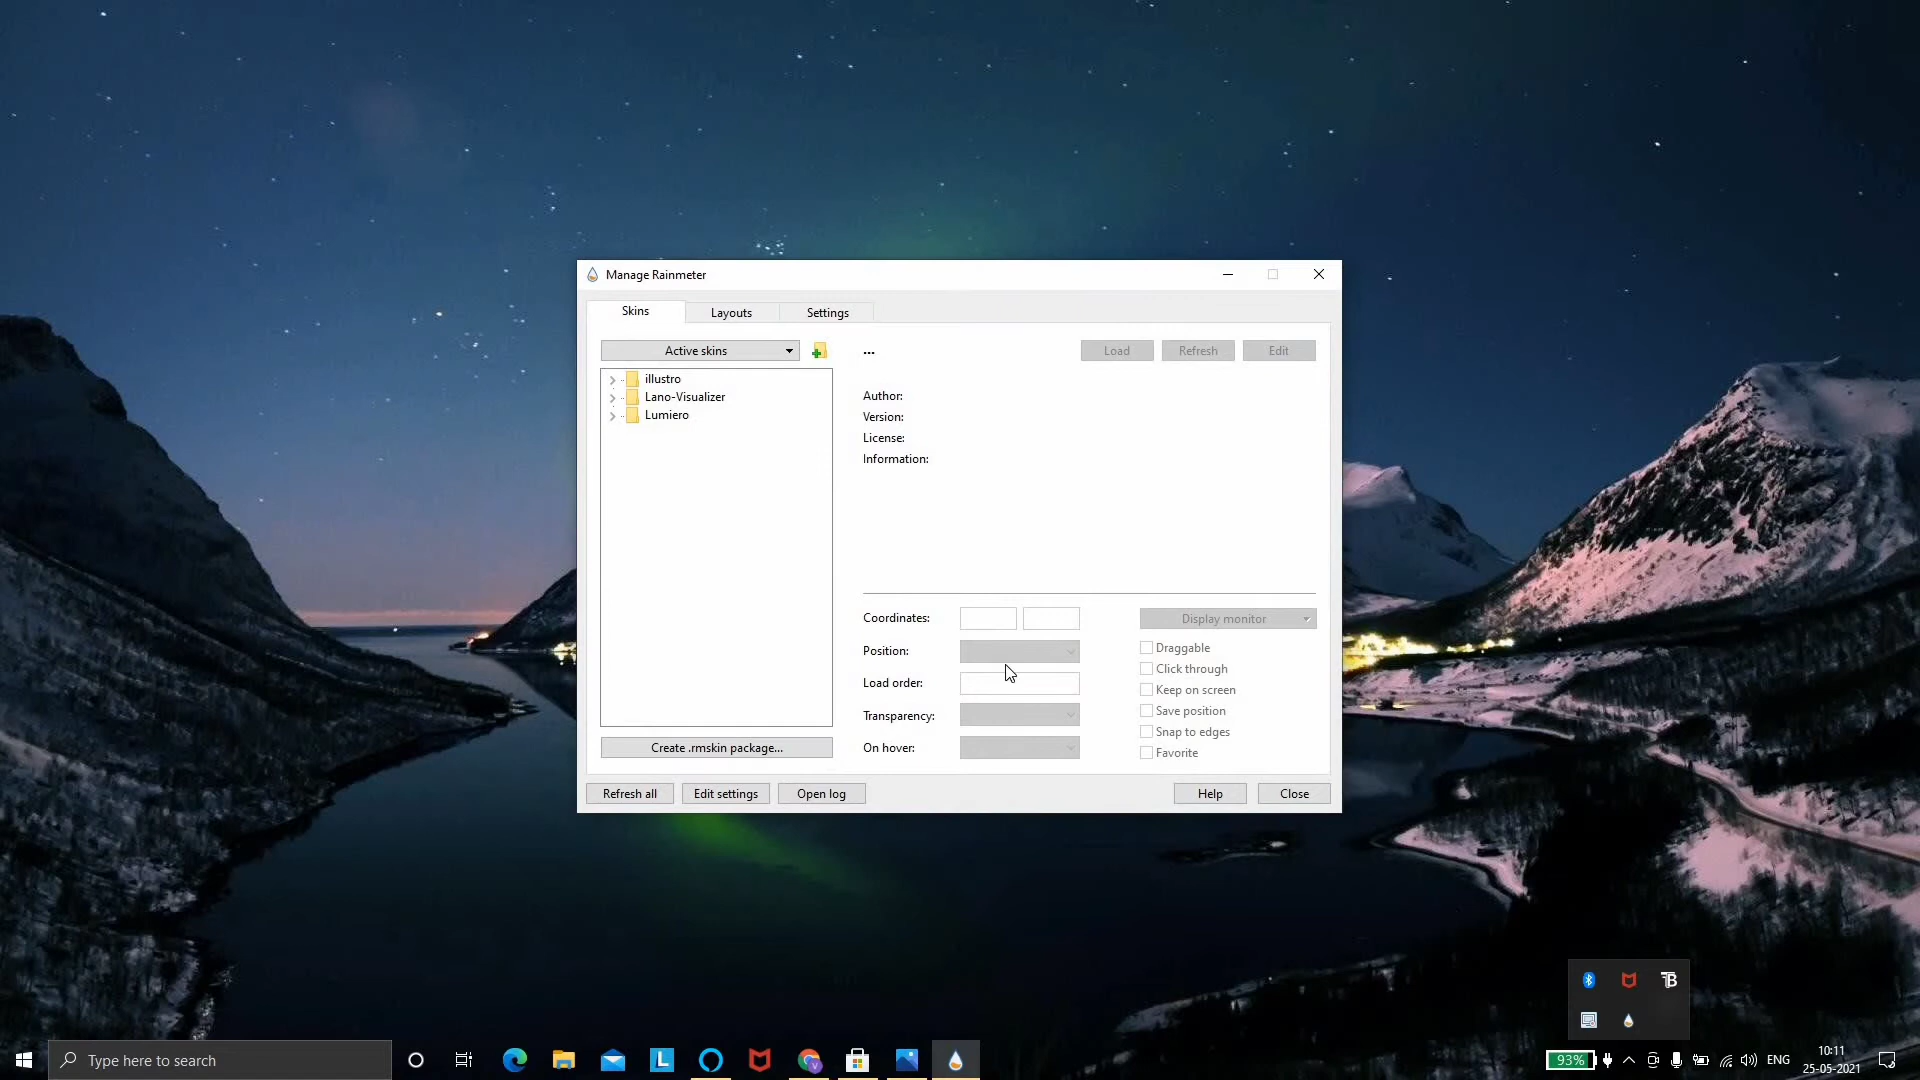 Manage Rainmeter
Skins
Layouts
Settings
Active skins
...
Load
Refresh
Edit
illustro
Lano-Visualizer
Lumiero
Author:
Version:
License:
Information:
Coordinates:
Display monitor
Position:
Draggable
Click through
Load order:
Keep on screen
Transparency:
Save position
Snap to edges
On hover:
Favorite
Create .rmskin package...
Refresh all
Edit settings
Open log
Help
Close
Type here to search
L
93%
ENG
10:11
25-05-2021